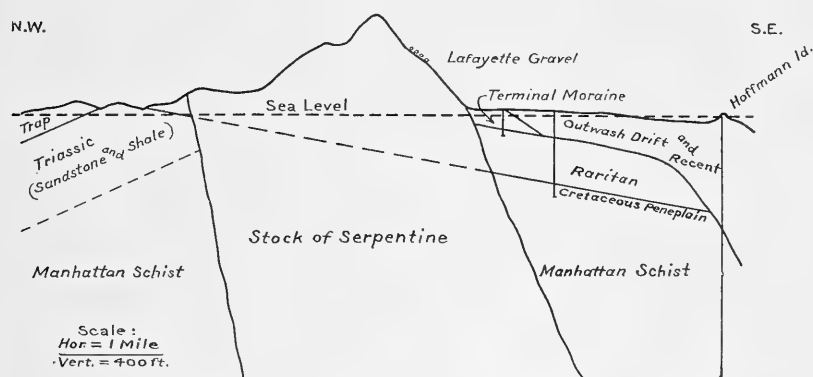 N.W.
S.E.
Lafayette Gravel
Hoffmann Id.
Terminal Moraine
Sea Level
Trap
Triassic
(Sandstone and Shale)
Outwash Drift and
Recent
Raritan
Cretaceous Peneplain
Stock of Serpentine
Manhattan Schist
Manhattan Schist
Scale:
Hor. = 1 Mile
Vert. = 400 ft.